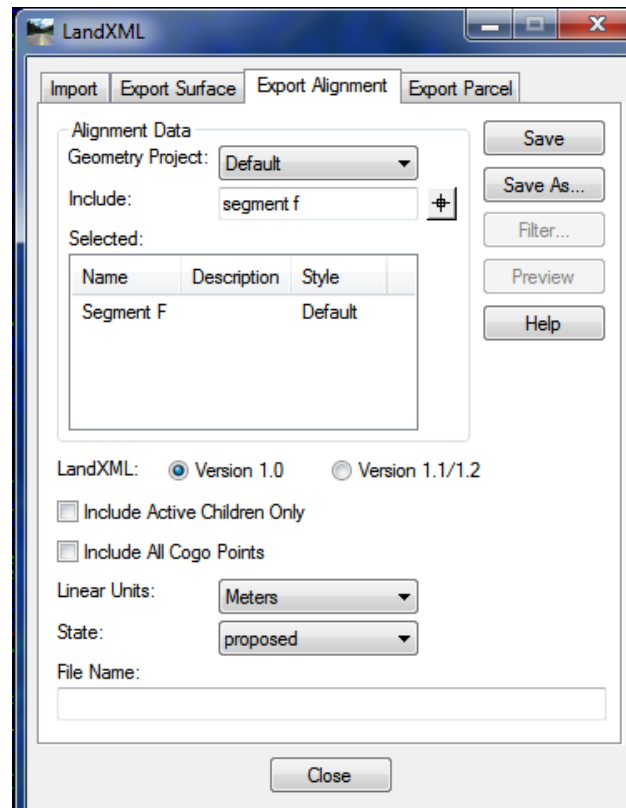 LandXML
Import Export Surface Export Alignment Export Parcel
Alignment Data
Geometry Project: Default
Include: segment f
Selected:
Name Description Style
Segment F Default
Save
Save As...
Filter...
Preview
Help
LandXML: Version 1.0 Version 1.1/1.2
Include Active Children Only
Include All Cogo Points
Linear Units: Meters
State: proposed
File Name:
Close